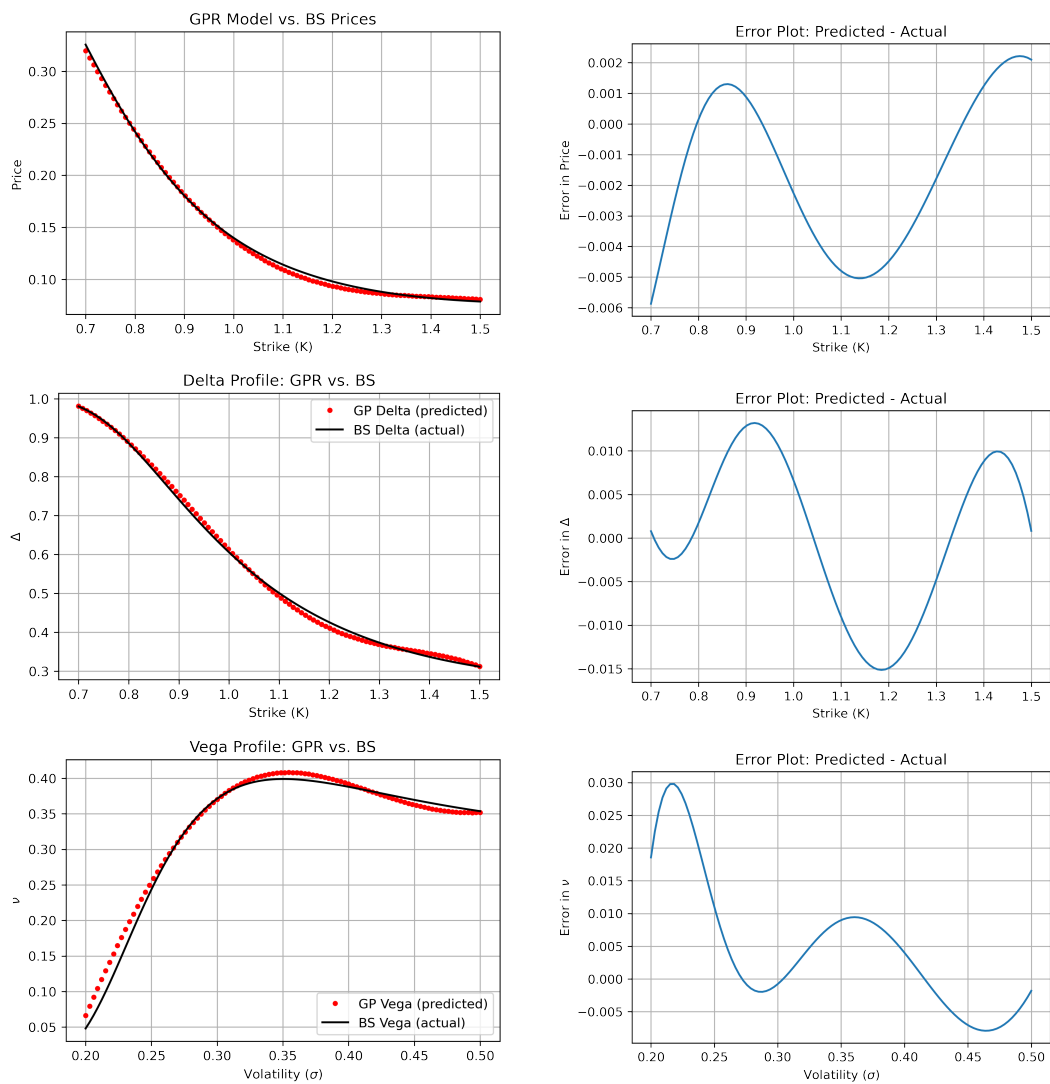 GPR Model vs. BS Prices
Price
0.30
0.25
0.20
0.15
0.10
0.7 0.8 0.9 1.0 1.1 1.2 1.3 1.4 1.5
Strike (K)
Error Plot: Predicted - Actual
Error in Price
0.002
0.001
0.000
−0.001
−0.002
−0.003
−0.004
−0.005
−0.006
0.7 0.8 0.9 1.0 1.1 1.2 1.3 1.4 1.5
Strike (K)
Delta Profile: GPR vs. BS
Δ
1.0
0.9
0.8
0.7
0.6
0.5
0.4
0.3
GP Delta (predicted)
BS Delta (actual)
0.7 0.8 0.9 1.0 1.1 1.2 1.3 1.4 1.5
Strike (K)
Error Plot: Predicted - Actual
Error in Δ
0.010
0.005
0.000
−0.005
−0.010
−0.015
0.7 0.8 0.9 1.0 1.1 1.2 1.3 1.4 1.5
Strike (K)
Vega Profile: GPR vs. BS
ν
0.40
0.35
0.30
0.25
0.20
0.15
0.10
0.05
GP Vega (predicted)
BS Vega (actual)
0.20 0.25 0.30 0.35 0.40 0.45 0.50
Volatility (σ)
Error Plot: Predicted - Actual
Error in ν
0.030
0.025
0.020
0.015
0.010
0.005
0.000
−0.005
0.20 0.25 0.30 0.35 0.40 0.45 0.50
Volatility (σ)